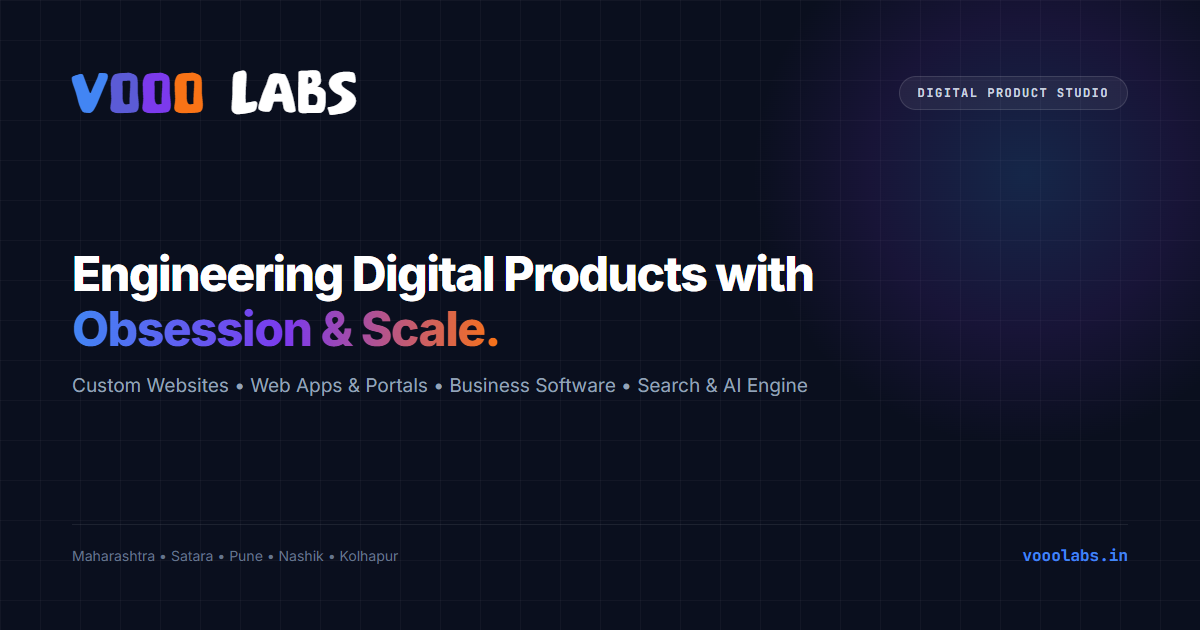 VOOO LABS
DIGITAL PRODUCT STUDIO
Engineering Digital Products with
Obsession & Scale.
Custom Websites • Web Apps & Portals • Business Software • Search & AI Engine
Maharashtra • Satara • Pune • Nashik • Kolhapur
vooolabs.in